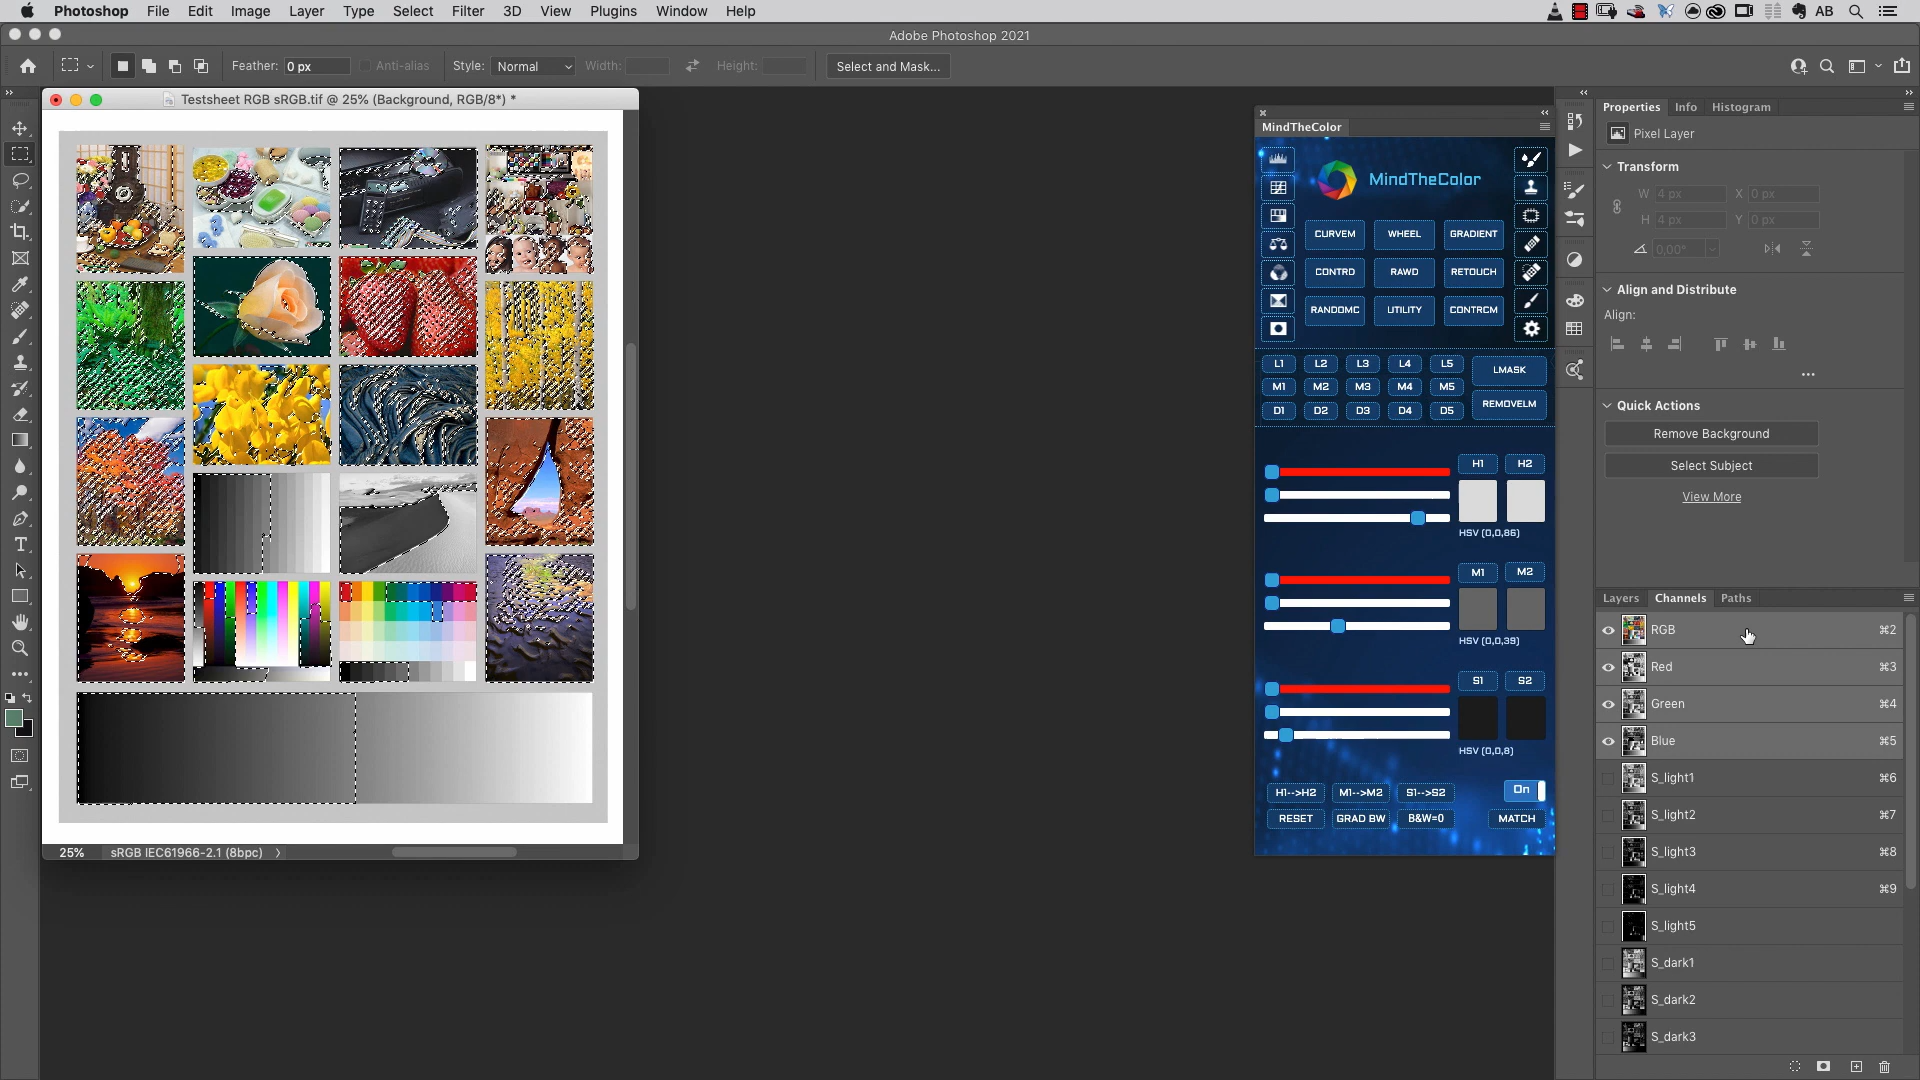 Photoshop File Edit Image Layer Type Select Filter 3D View Plugins Window Help AB
Adobe Photoshop 2021
Feather: 0 px Anti-alias Style: Normal Width: Height: Select and Mask...
Testsheet RGB sRGB.tif @ 25% (Background, RGB/8*) *
25% sRGB IEC61966-2.1 (8bpc)
MindTheColor
MindTheColor
CURVEM WHEEL GRADIENT
CONTRD RAWD RETOUCH
RANDOMC UTILITY CONTRCM
L1 L2 L3 L4 L5 LMASK
M1 M2 M3 M4 M5
D1 D2 D3 D4 D5 REMOVELM
H1 H2
HSV (0,0,86)
M1 M2
HSV (0,0,39)
S1 S2
HSV (0,0,8)
H1-->H2 M1-->M2 S1-->S2 On
RESET GRAD BW B&W=0 MATCH
Properties Info Histogram
Pixel Layer
Transform
W 4 px X 0 px
H 4 px Y 0 px
0,00°
Align and Distribute
Align:
Quick Actions
Remove Background
Select Subject
View More
Layers Channels Paths
RGB ⌘2
Red ⌘3
Green ⌘4
Blue ⌘5
S_light1 ⌘6
S_light2 ⌘7
S_light3 ⌘8
S_light4 ⌘9
S_light5
S_dark1
S_dark2
S_dark3